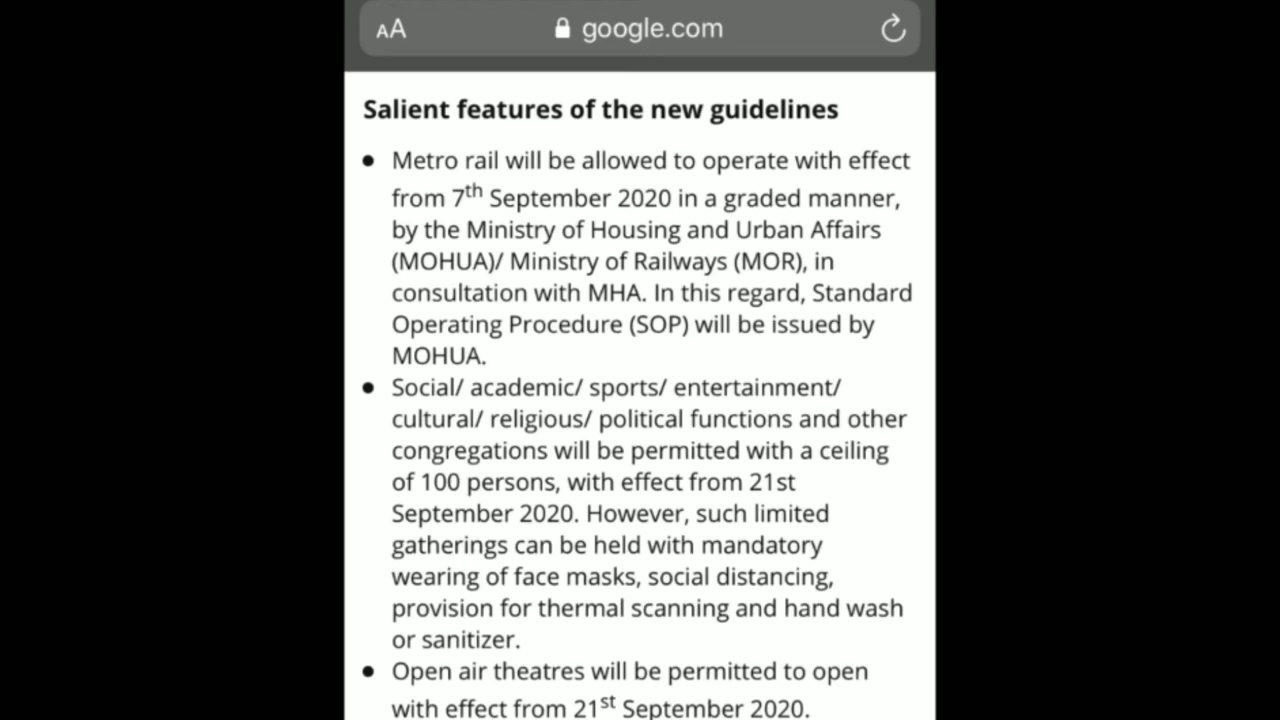 AA google.com
Salient features of the new guidelines
• Metro rail will be allowed to operate with effect
from 7th September 2020 in a graded manner,
by the Ministry of Housing and Urban Affairs
(MOHUA)/ Ministry of Railways (MOR), in
consultation with MHA. In this regard, Standard
Operating Procedure (SOP) will be issued by
MOHUA.
• Social/ academic/ sports/ entertainment/
cultural/ religious/ political functions and other
congregations will be permitted with a ceiling
of 100 persons, with effect from 21st
September 2020. However, such limited
gatherings can be held with mandatory
wearing of face masks, social distancing,
provision for thermal scanning and hand wash
or sanitizer.
• Open air theatres will be permitted to open
with effect from 21st September 2020.